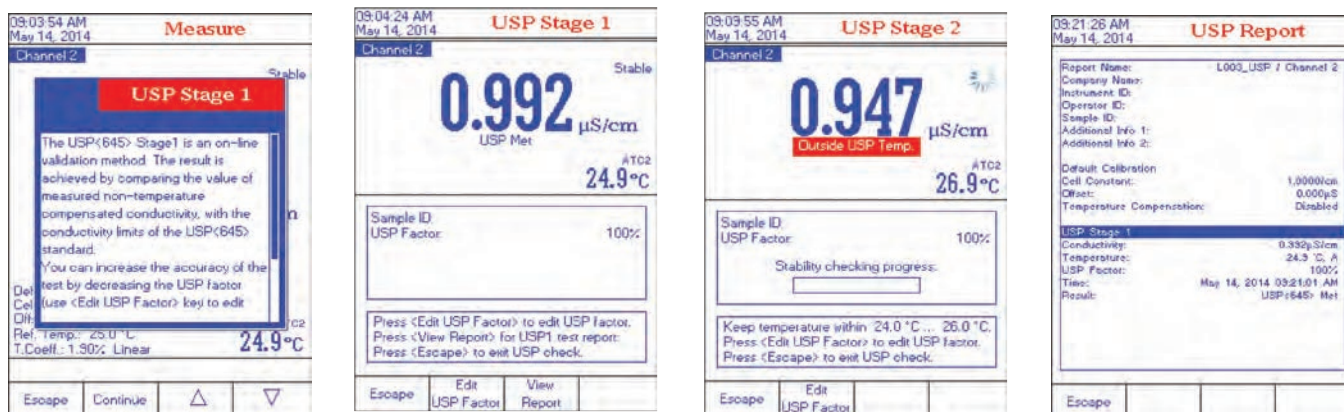 09:03:54 AM
May 14, 2014
Measure
Channel 2
Stable
USP Stage 1
The USP<645> Stage1 is an on-line
validation method. The result is
achieved by comparing the value of
measured non-temperature
compensated conductivity, with the
conductivity limits of the USP<645>
standard.
You can increase the accuracy of the
test by decreasing the USP factor
(use <Edit USP Factor> key to edit
Ref. Temp.: 25.0 °C
T.Coeff.: 1.90% Linear
24.9°C
Escape
Continue
△
▽
09:04:24 AM
May 14, 2014
USP Stage 1
Channel 2
Stable
0.992 µS/cm
USP Met
ATC2
24.9°C
Sample ID:
USP Factor: 100%
Press <Edit USP Factor> to edit USP factor.
Press <View Report> for USP1 test report.
Press <Escape> to exit USP check.
Escape
Edit USP Factor
View Report
09:09:55 AM
May 14, 2014
USP Stage 2
Channel 2
0.947 µS/cm
Outside USP Temp.
ATC2
26.9°C
Sample ID:
USP Factor: 100%
Stability checking progress:
Keep temperature within 24.0 °C ... 26.0 °C.
Press <Edit USP Factor> to edit USP factor.
Press <Escape> to exit USP check.
Escape
Edit USP Factor
09:21:26 AM
May 14, 2014
USP Report
Report Name: L003_USP / Channel 2
Company Name:
Instrument ID:
Operator ID:
Sample ID:
Additional Info 1:
Additional Info 2:
Default Calibration
Cell Constant: 1.0000/cm
Offset: 0.000µS
Temperature Compensation: Disabled
USP Stage 1
Conductivity: 0.992µS/cm
Temperature: 24.9 °C, A
USP Factor: 100%
Time: May 14, 2014 09:21:01 AM
Result: USP<645> Met
Escape